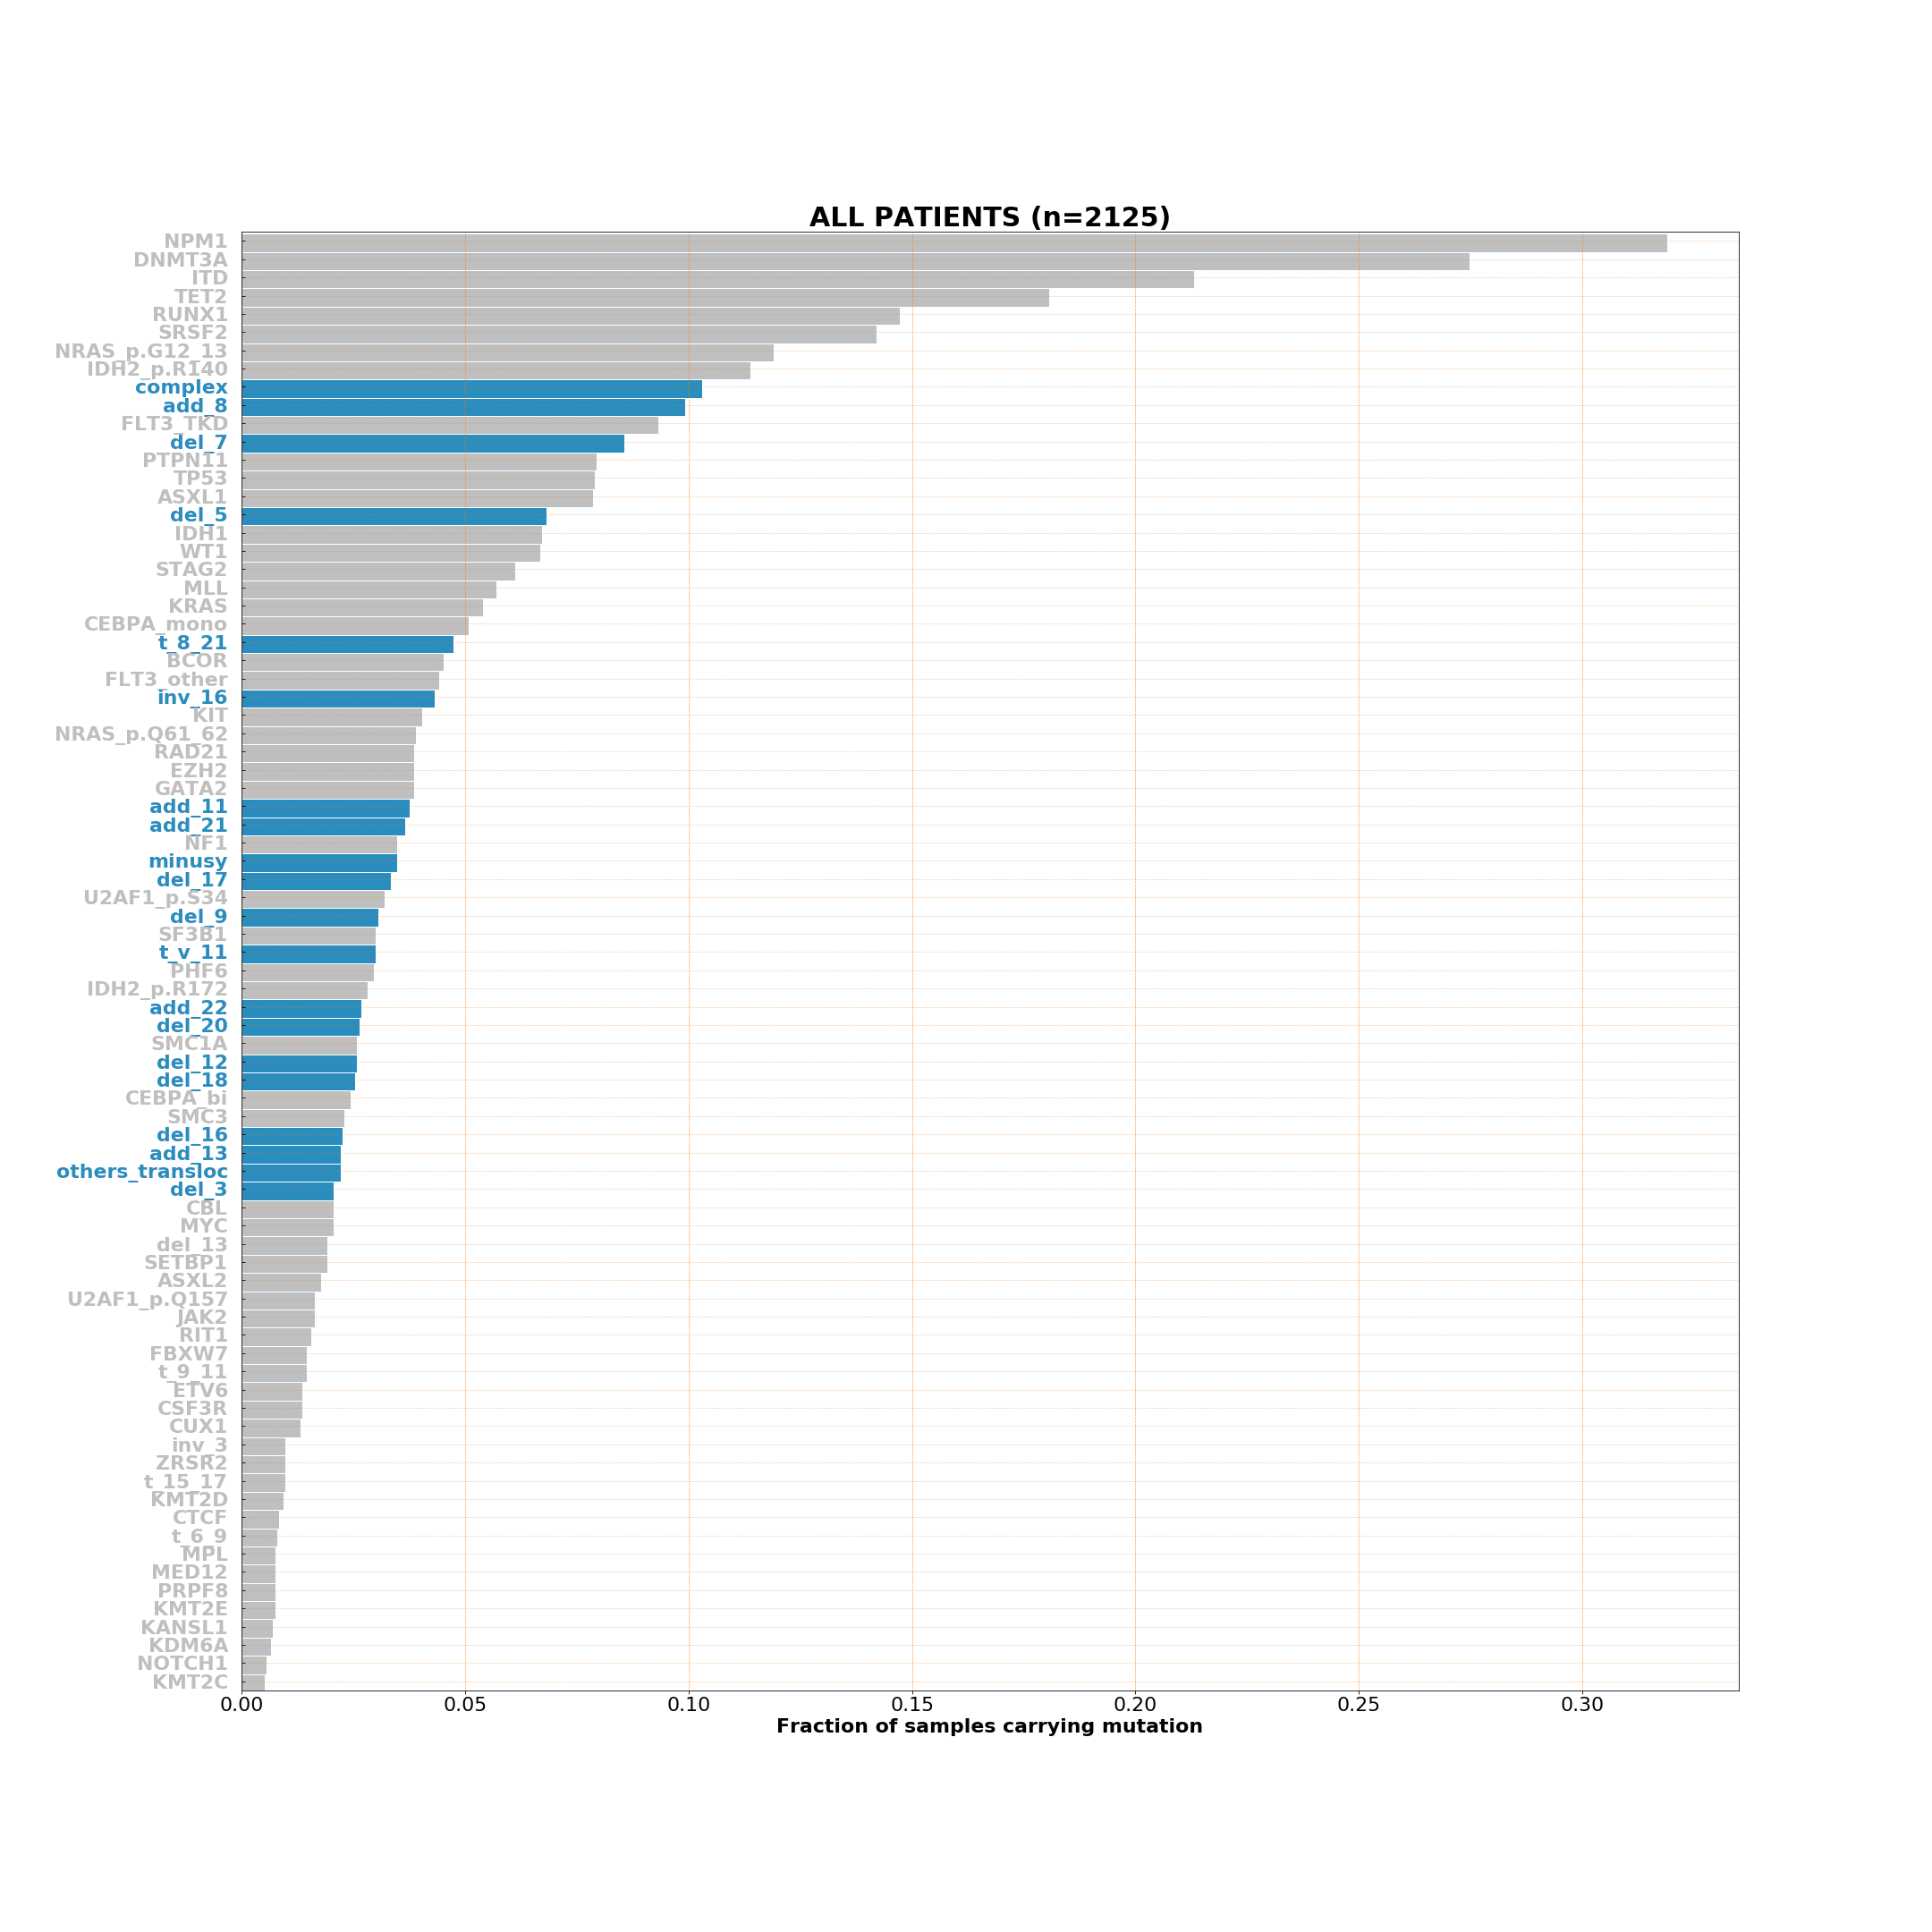 ALL PATIENTS (n=2125)
NPM1
DNMT3A
ITD
TET2
RUNX1
SRSF2
NRAS_p.G12_13
IDH2_p.R140
complex
add_8
FLT3_TKD
del_7
PTPN11
TP53
ASXL1
del_5
IDH1
WT1
STAG2
MLL
KRAS
CEBPA_mono
t_8_21
BCOR
FLT3_other
inv_16
KIT
NRAS_p.Q61_62
RAD21
EZH2
GATA2
add_11
add_21
NF1
minusy
del_17
U2AF1_p.S34
del_9
SF3B1
t_v_11
PHF6
IDH2_p.R172
add_22
del_20
SMC1A
del_12
del_18
CEBPA_bi
SMC3
del_16
add_13
others_transloc
del_3
CBL
MYC
del_13
SETBP1
ASXL2
U2AF1_p.Q157
JAK2
RIT1
FBXW7
t_9_11
ETV6
CSF3R
CUX1
inv_3
ZRSR2
t_15_17
KMT2D
CTCF
t_6_9
MPL
MED12
PRPF8
KMT2E
KANSL1
KDM6A
NOTCH1
KMT2C
0.00 0.05 0.10 0.15 0.20 0.25 0.30
Fraction of samples carrying mutation